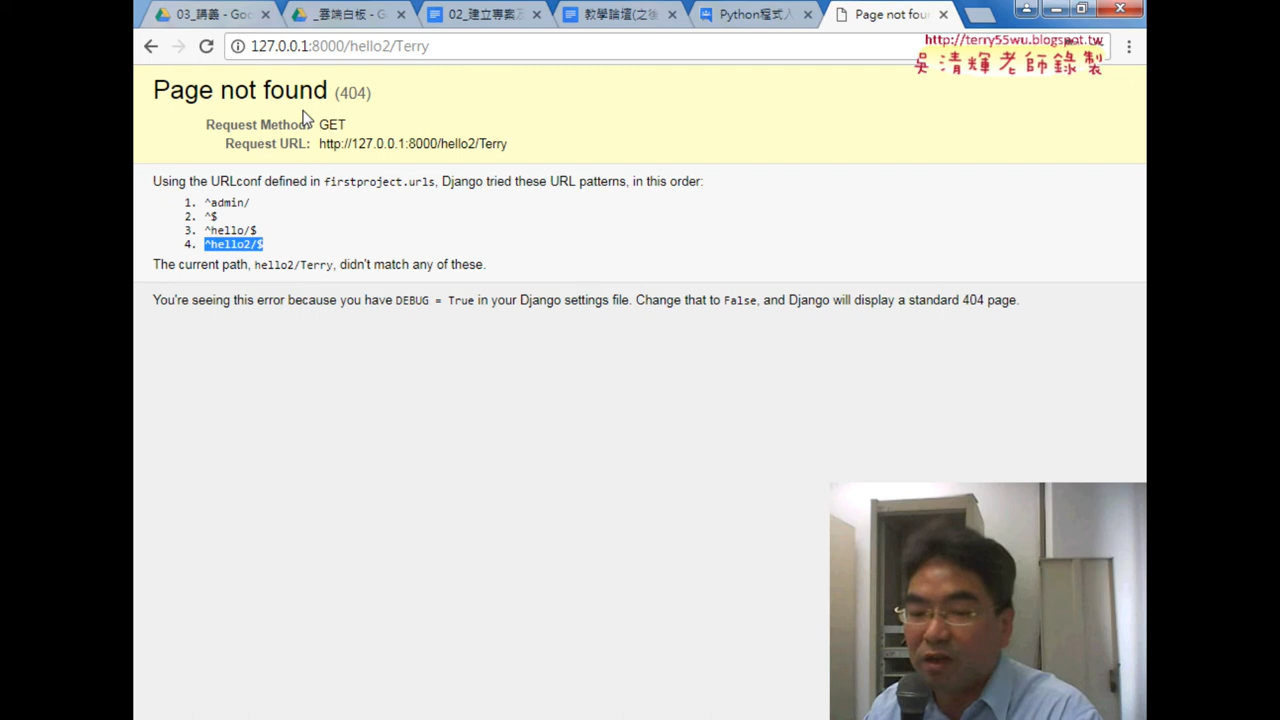 03_講義 - Goo
_雲端白板 - G
02_建立專案及
教學論壇(之後
Python程式入
Page not fou
127.0.0.1:8000/hello2/Terry
http://terry55wu.blogspot.tw
吳清輝老師錄製
Page not found (404)
Request Method: GET
Request URL: http://127.0.0.1:8000/hello2/Terry
Using the URLconf defined in firstproject.urls, Django tried these URL patterns, in this order:
1. ^admin/
2. ^$
3. ^hello/$
4. ^hello2/$
The current path, hello2/Terry, didn't match any of these.
You're seeing this error because you have DEBUG = True in your Django settings file. Change that to False, and Django will display a standard 404 page.